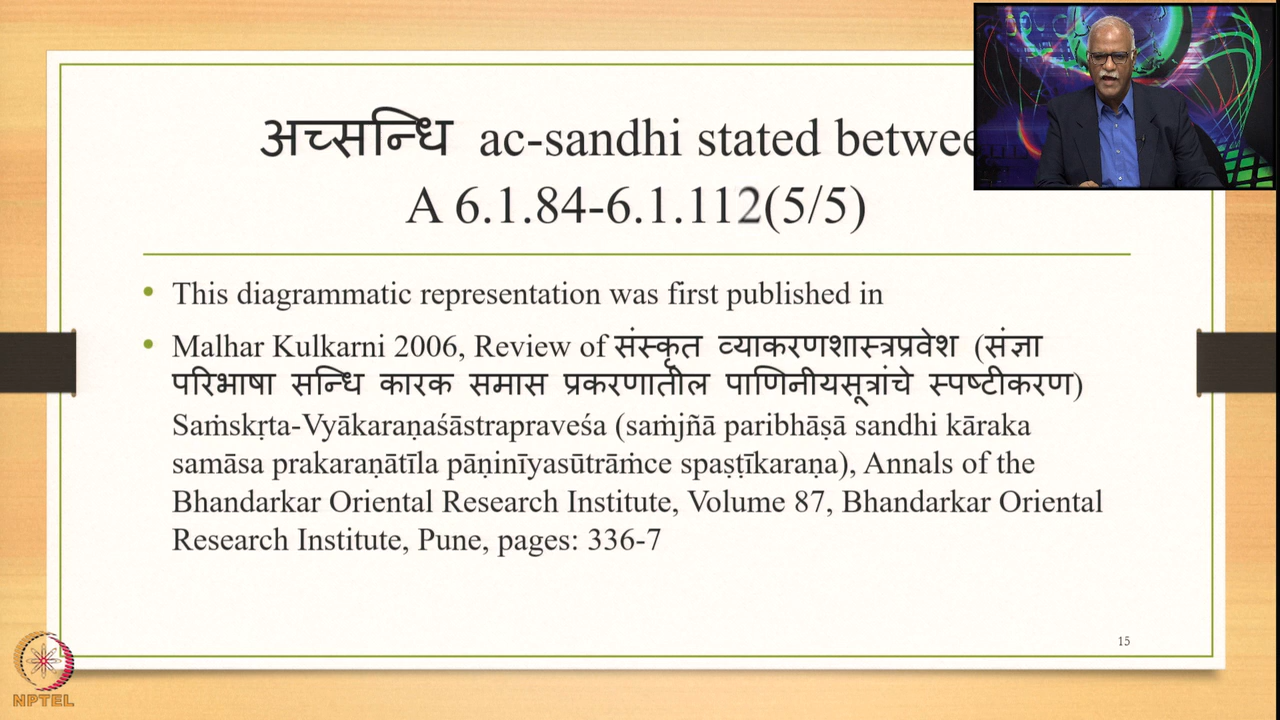 अच्सन्धि ac-sandhi stated betwee
A 6.1.84-6.1.112(5/5)
• This diagrammatic representation was first published in
• Malhar Kulkarni 2006, Review of संस्कृत व्याकरणशास्त्रप्रवेश (संज्ञा
परिभाषा सन्धि कारक समास प्रकरणातील पाणिनीयसूत्रांचे स्पष्टीकरण)
Saṁskṛta-Vyākaraṇaśāstrapraveśa (saṁjñā paribhāṣā sandhi kāraka
samāsa prakaraṇātīla pāṇinīyasūtrāṁce spaṣṭīkaraṇa), Annals of the
Bhandarkar Oriental Research Institute, Volume 87, Bhandarkar Oriental
Research Institute, Pune, pages: 336-7
15
NPTEL